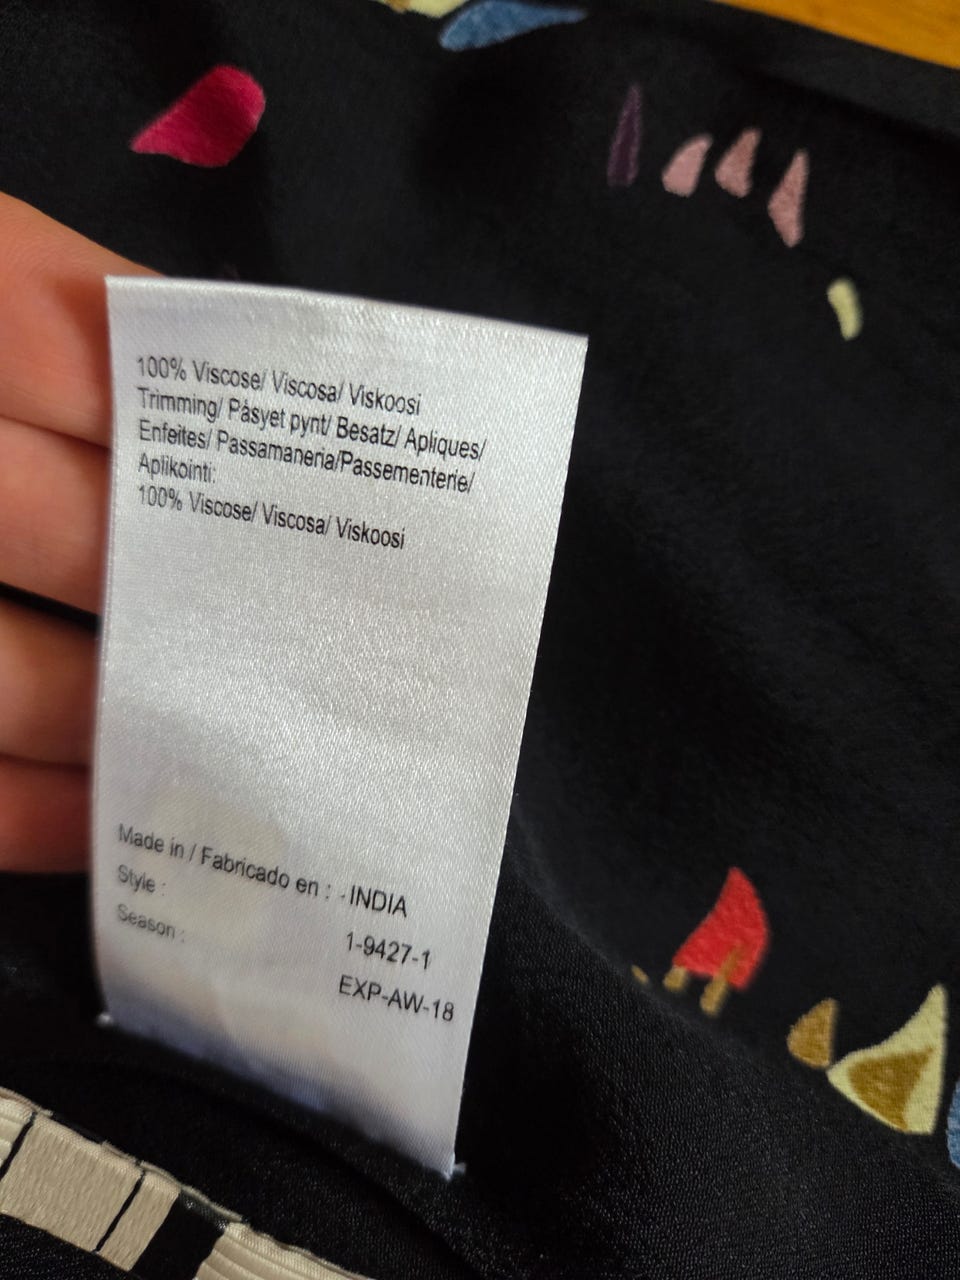 100% Viscose/ Viscosa/ Viskoosi
Trimming/ Påsyet pynt/ Besatz/ Apliques/
Enfeites/ Passamaneria/Passementerie/
Aplikointi:
100% Viscose/ Viscosa/ Viskoosi
Made in / Fabricado en : -INDIA
Style : 1-9427-1
Season : EXP-AW-18